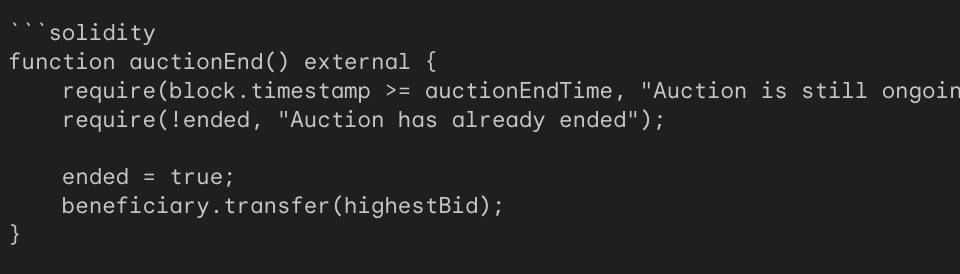 ```solidity
function auctionEnd() external {
    require(block.timestamp >= auctionEndTime, "Auction is still ongoin
    require(!ended, "Auction has already ended");

    ended = true;
    beneficiary.transfer(highestBid);
}